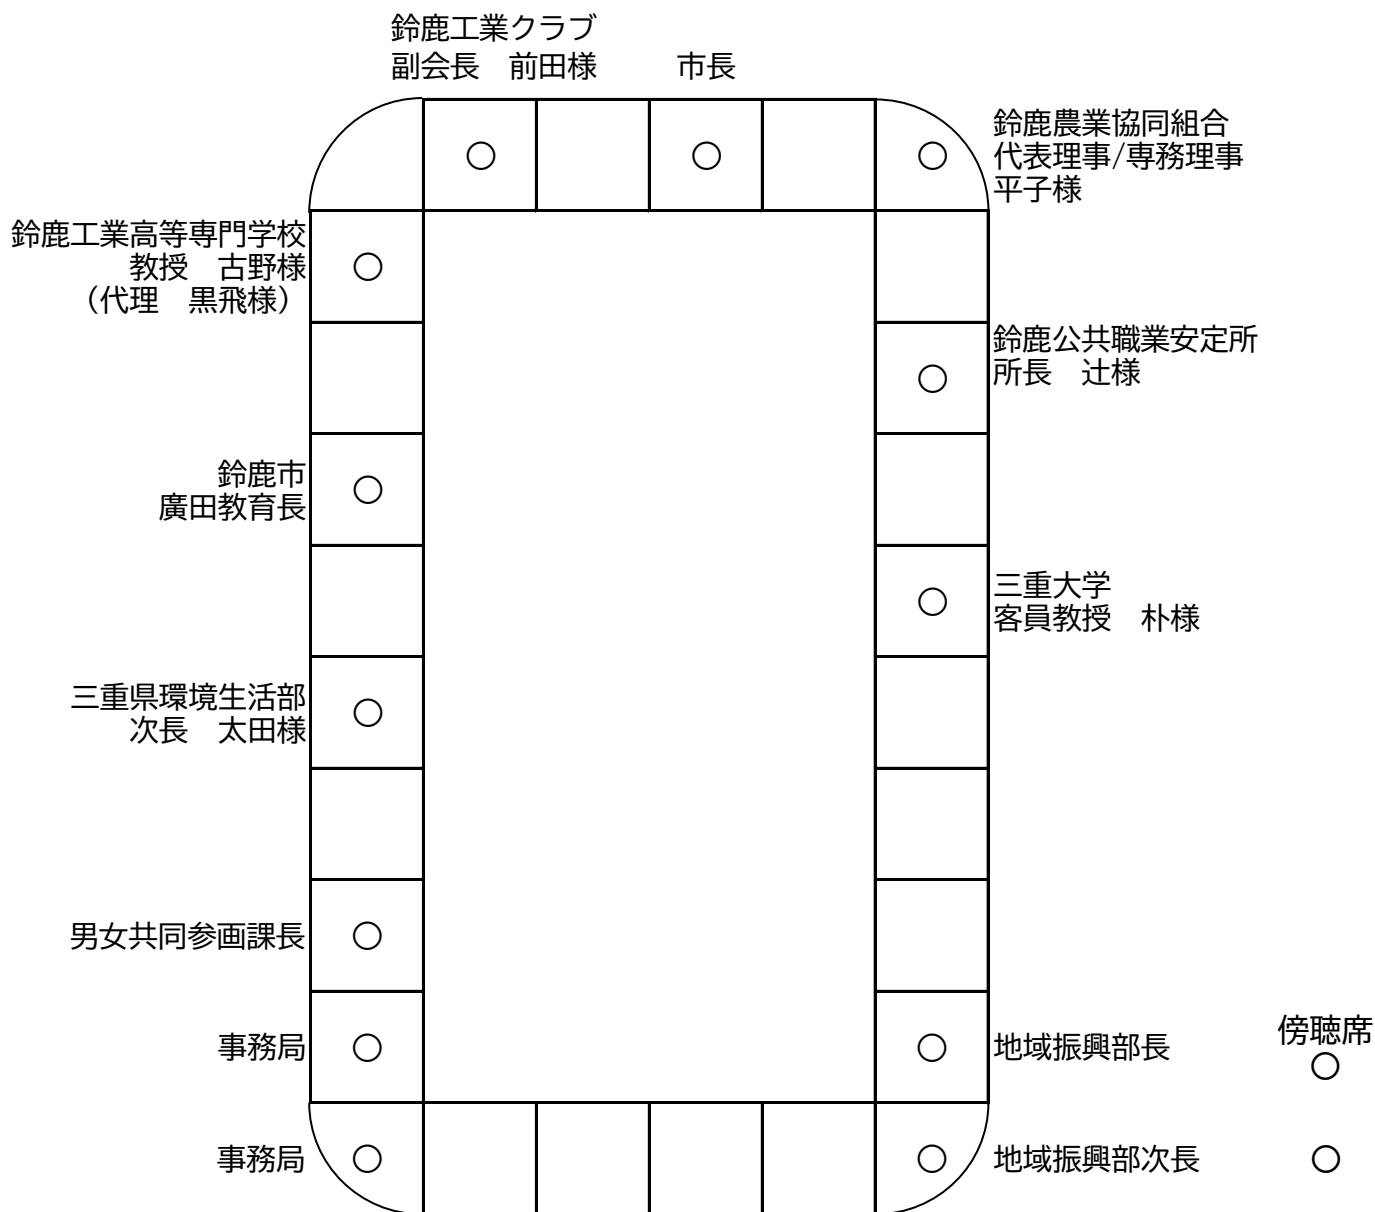 鈴鹿工業クラブ
副会長　前田様
市長
鈴鹿農業協同組合
代表理事/専務理事
平子様
鈴鹿工業高等専門学校
教授　古野様
（代理　黒飛様）
鈴鹿公共職業安定所
所長　辻様
鈴鹿市
廣田教育長
三重大学
客員教授　朴様
三重県環境生活部
次長　太田様
男女共同参画課長
事務局
地域振興部長
傍聴席
事務局
地域振興部次長